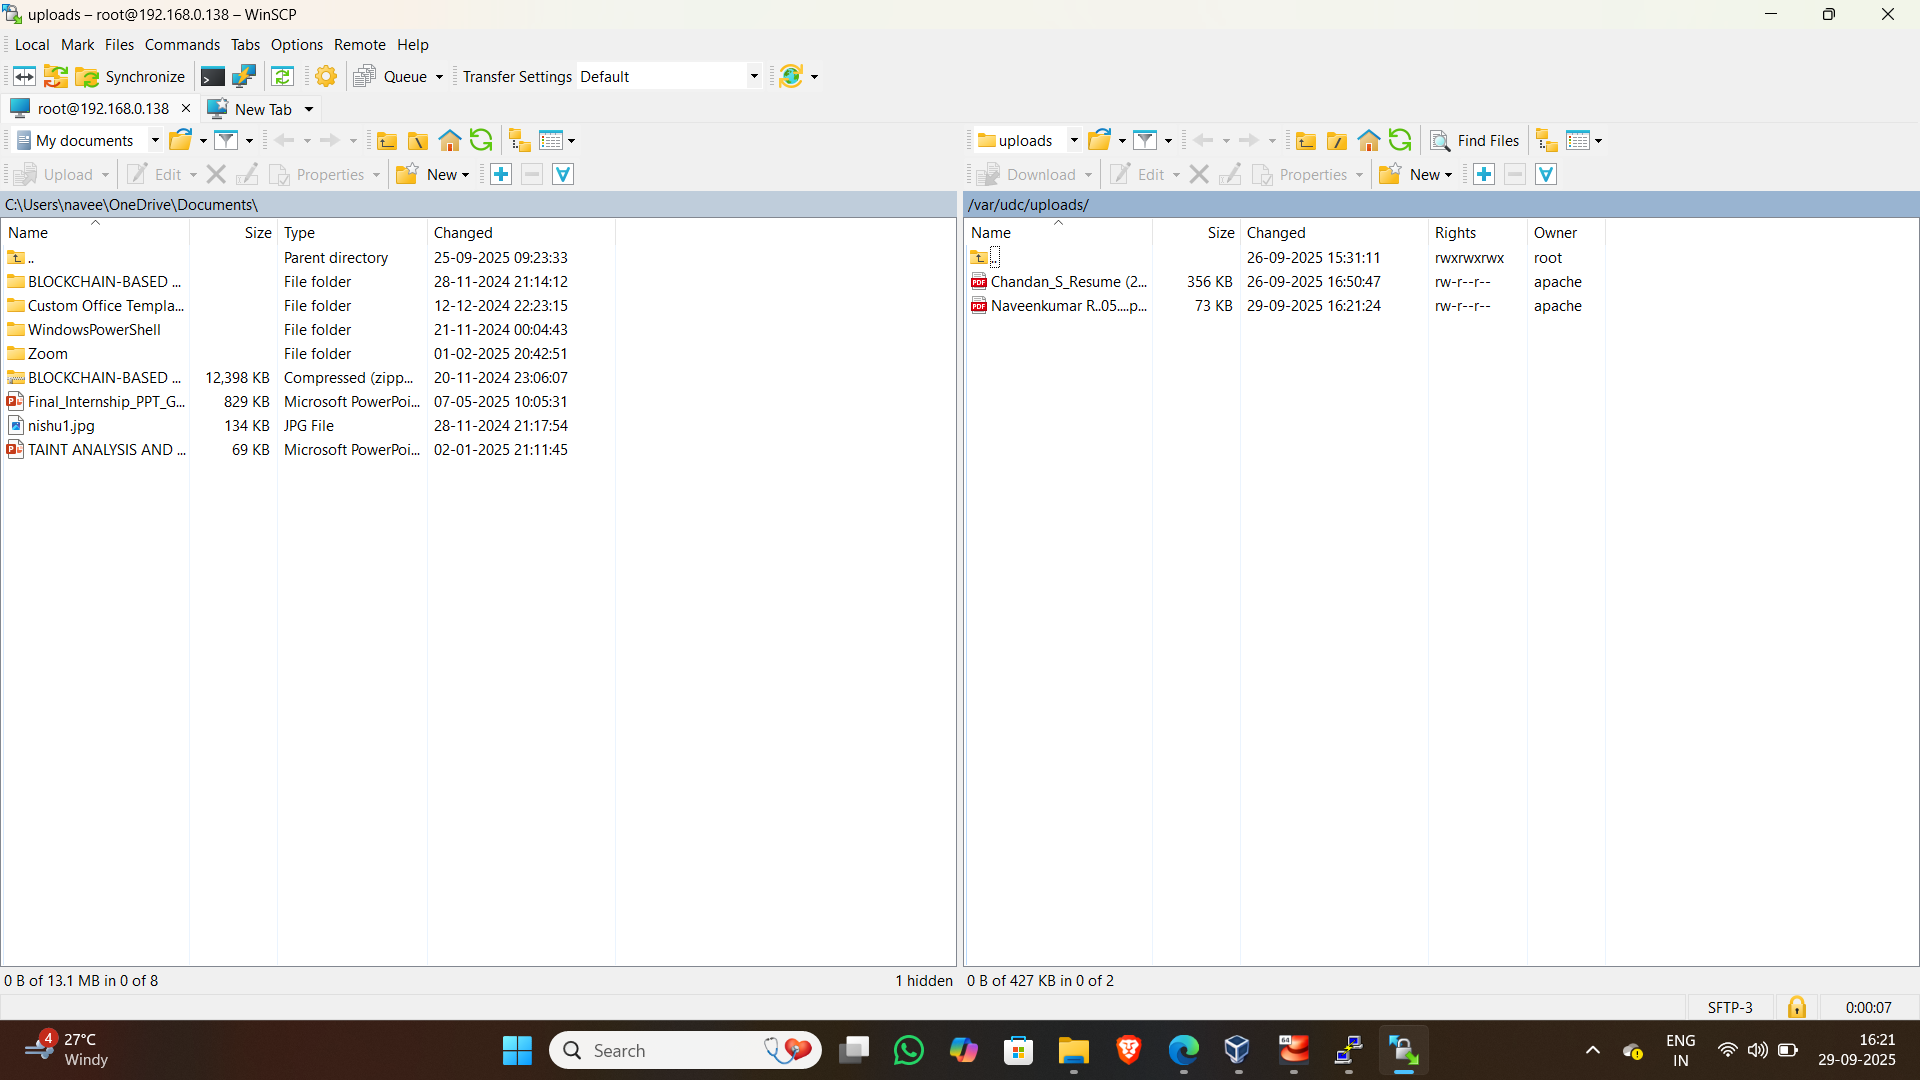 uploads – root@192.168.0.138 – WinSCP
Local Mark Files Commands Tabs Options Remote Help
Synchronize Queue Transfer Settings Default
root@192.168.0.138 New Tab
My documents
uploads Find Files
Upload Edit Properties New
Download Edit Properties New
C:\Users\navee\OneDrive\Documents\
/var/udc/uploads/
Name Size Type Changed
.. Parent directory 25-09-2025 09:23:33
BLOCKCHAIN-BASED ... File folder 28-11-2024 21:14:12
Custom Office Templa... File folder 12-12-2024 22:23:15
WindowsPowerShell File folder 21-11-2024 00:04:43
Zoom File folder 01-02-2025 20:42:51
BLOCKCHAIN-BASED ... 12,398 KB Compressed (zipp... 20-11-2024 23:06:07
Final_Internship_PPT_G... 829 KB Microsoft PowerPoi... 07-05-2025 10:05:31
nishu1.jpg 134 KB JPG File 28-11-2024 21:17:54
TAINT ANALYSIS AND ... 69 KB Microsoft PowerPoi... 02-01-2025 21:11:45
Name Size Changed Rights Owner
.. 26-09-2025 15:31:11 rwxrwxrwx root
PDF Chandan_S_Resume (2... 356 KB 26-09-2025 16:50:47 rw-r--r-- apache
PDF Naveenkumar R..05....p... 73 KB 29-09-2025 16:21:24 rw-r--r-- apache
0 B of 13.1 MB in 0 of 8 1 hidden
0 B of 427 KB in 0 of 2
SFTP-3 0:00:07
4 27°C
Windy
Search
64
ENG
IN
16:21
29-09-2025